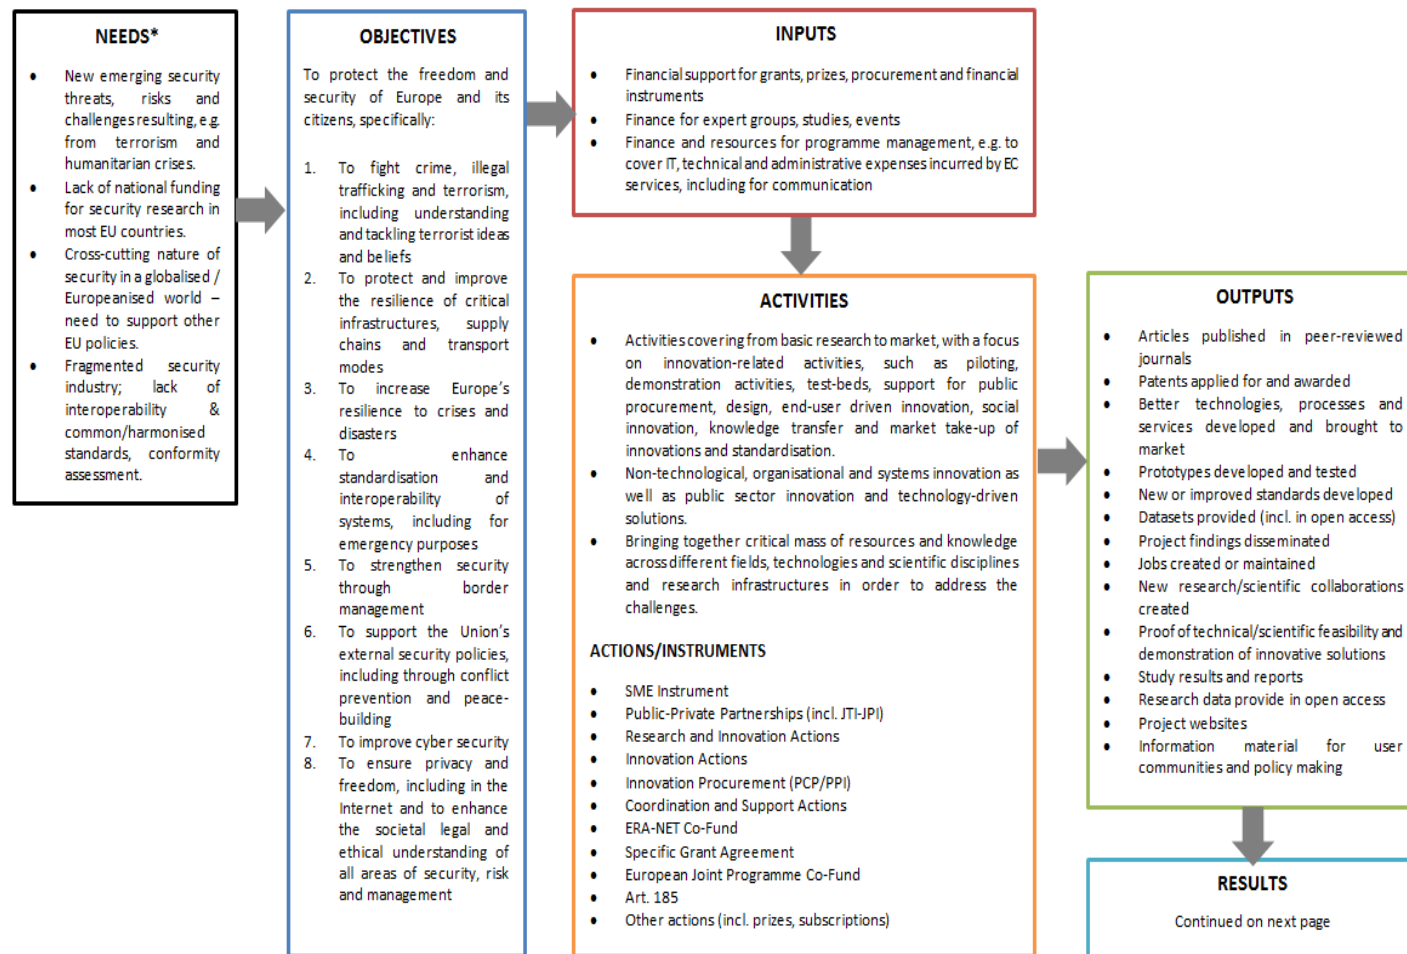 NEEDS*
• New emerging security
threats, risks and
challenges resulting, e.g.
from terrorism and
humanitarian crises.
• Lack of national funding
for security research in
most EU countries.
• Cross-cutting nature of
security in a globalised /
Europeanised world –
need to support other
EU policies.
• Fragmented security
industry; lack of
interoperability &
common/harmonised
standards, conformity
assessment.
OBJECTIVES
To protect the freedom and
security of Europe and its
citizens, specifically:
1. To fight crime, illegal
trafficking and terrorism,
including understanding
and tackling terrorist ideas
and beliefs
2. To protect and improve
the resilience of critical
infrastructures, supply
chains and transport
modes
3. To increase Europe's
resilience to crises and
disasters
4. To enhance
standardisation and
interoperability of
systems, including for
emergency purposes
5. To strengthen security
through border
management
6. To support the Union's
external security policies,
including through conflict
prevention and peace-
building
7. To improve cyber security
8. To ensure privacy and
freedom, including in the
Internet and to enhance
the societal legal and
ethical understanding of
all areas of security, risk
and management
INPUTS
• Financial support for grants, prizes, procurement and financial
instruments
• Finance for expert groups, studies, events
• Finance and resources for programme management, e.g. to
cover IT, technical and administrative expenses incurred by EC
services, including for communication
ACTIVITIES
• Activities covering from basic research to market, with a focus
on innovation-related activities, such as piloting,
demonstration activities, test-beds, support for public
procurement, design, end-user driven innovation, social
innovation, knowledge transfer and market take-up of
innovations and standardisation.
• Non-technological, organisational and systems innovation as
well as public sector innovation and technology-driven
solutions.
• Bringing together critical mass of resources and knowledge
across different fields, technologies and scientific disciplines
and research infrastructures in order to address the
challenges.
ACTIONS/INSTRUMENTS
• SME Instrument
• Public-Private Partnerships (incl. JTI-JPI)
• Research and Innovation Actions
• Innovation Actions
• Innovation Procurement (PCP/PPI)
• Coordination and Support Actions
• ERA-NET Co-Fund
• Specific Grant Agreement
• European Joint Programme Co-Fund
• Art. 185
• Other actions (incl. prizes, subscriptions)
OUTPUTS
• Articles published in peer-reviewed
journals
• Patents applied for and awarded
• Better technologies, processes and
services developed and brought to
market
• Prototypes developed and tested
• New or improved standards developed
• Datasets provided (incl. in open access)
• Project findings disseminated
• Jobs created or maintained
• New research/scientific collaborations
created
• Proof of technical/scientific feasibility and
demonstration of innovative solutions
• Study results and reports
• Research data provide in open access
• Project websites
• Information material for user
communities and policy making
RESULTS
Continued on next page